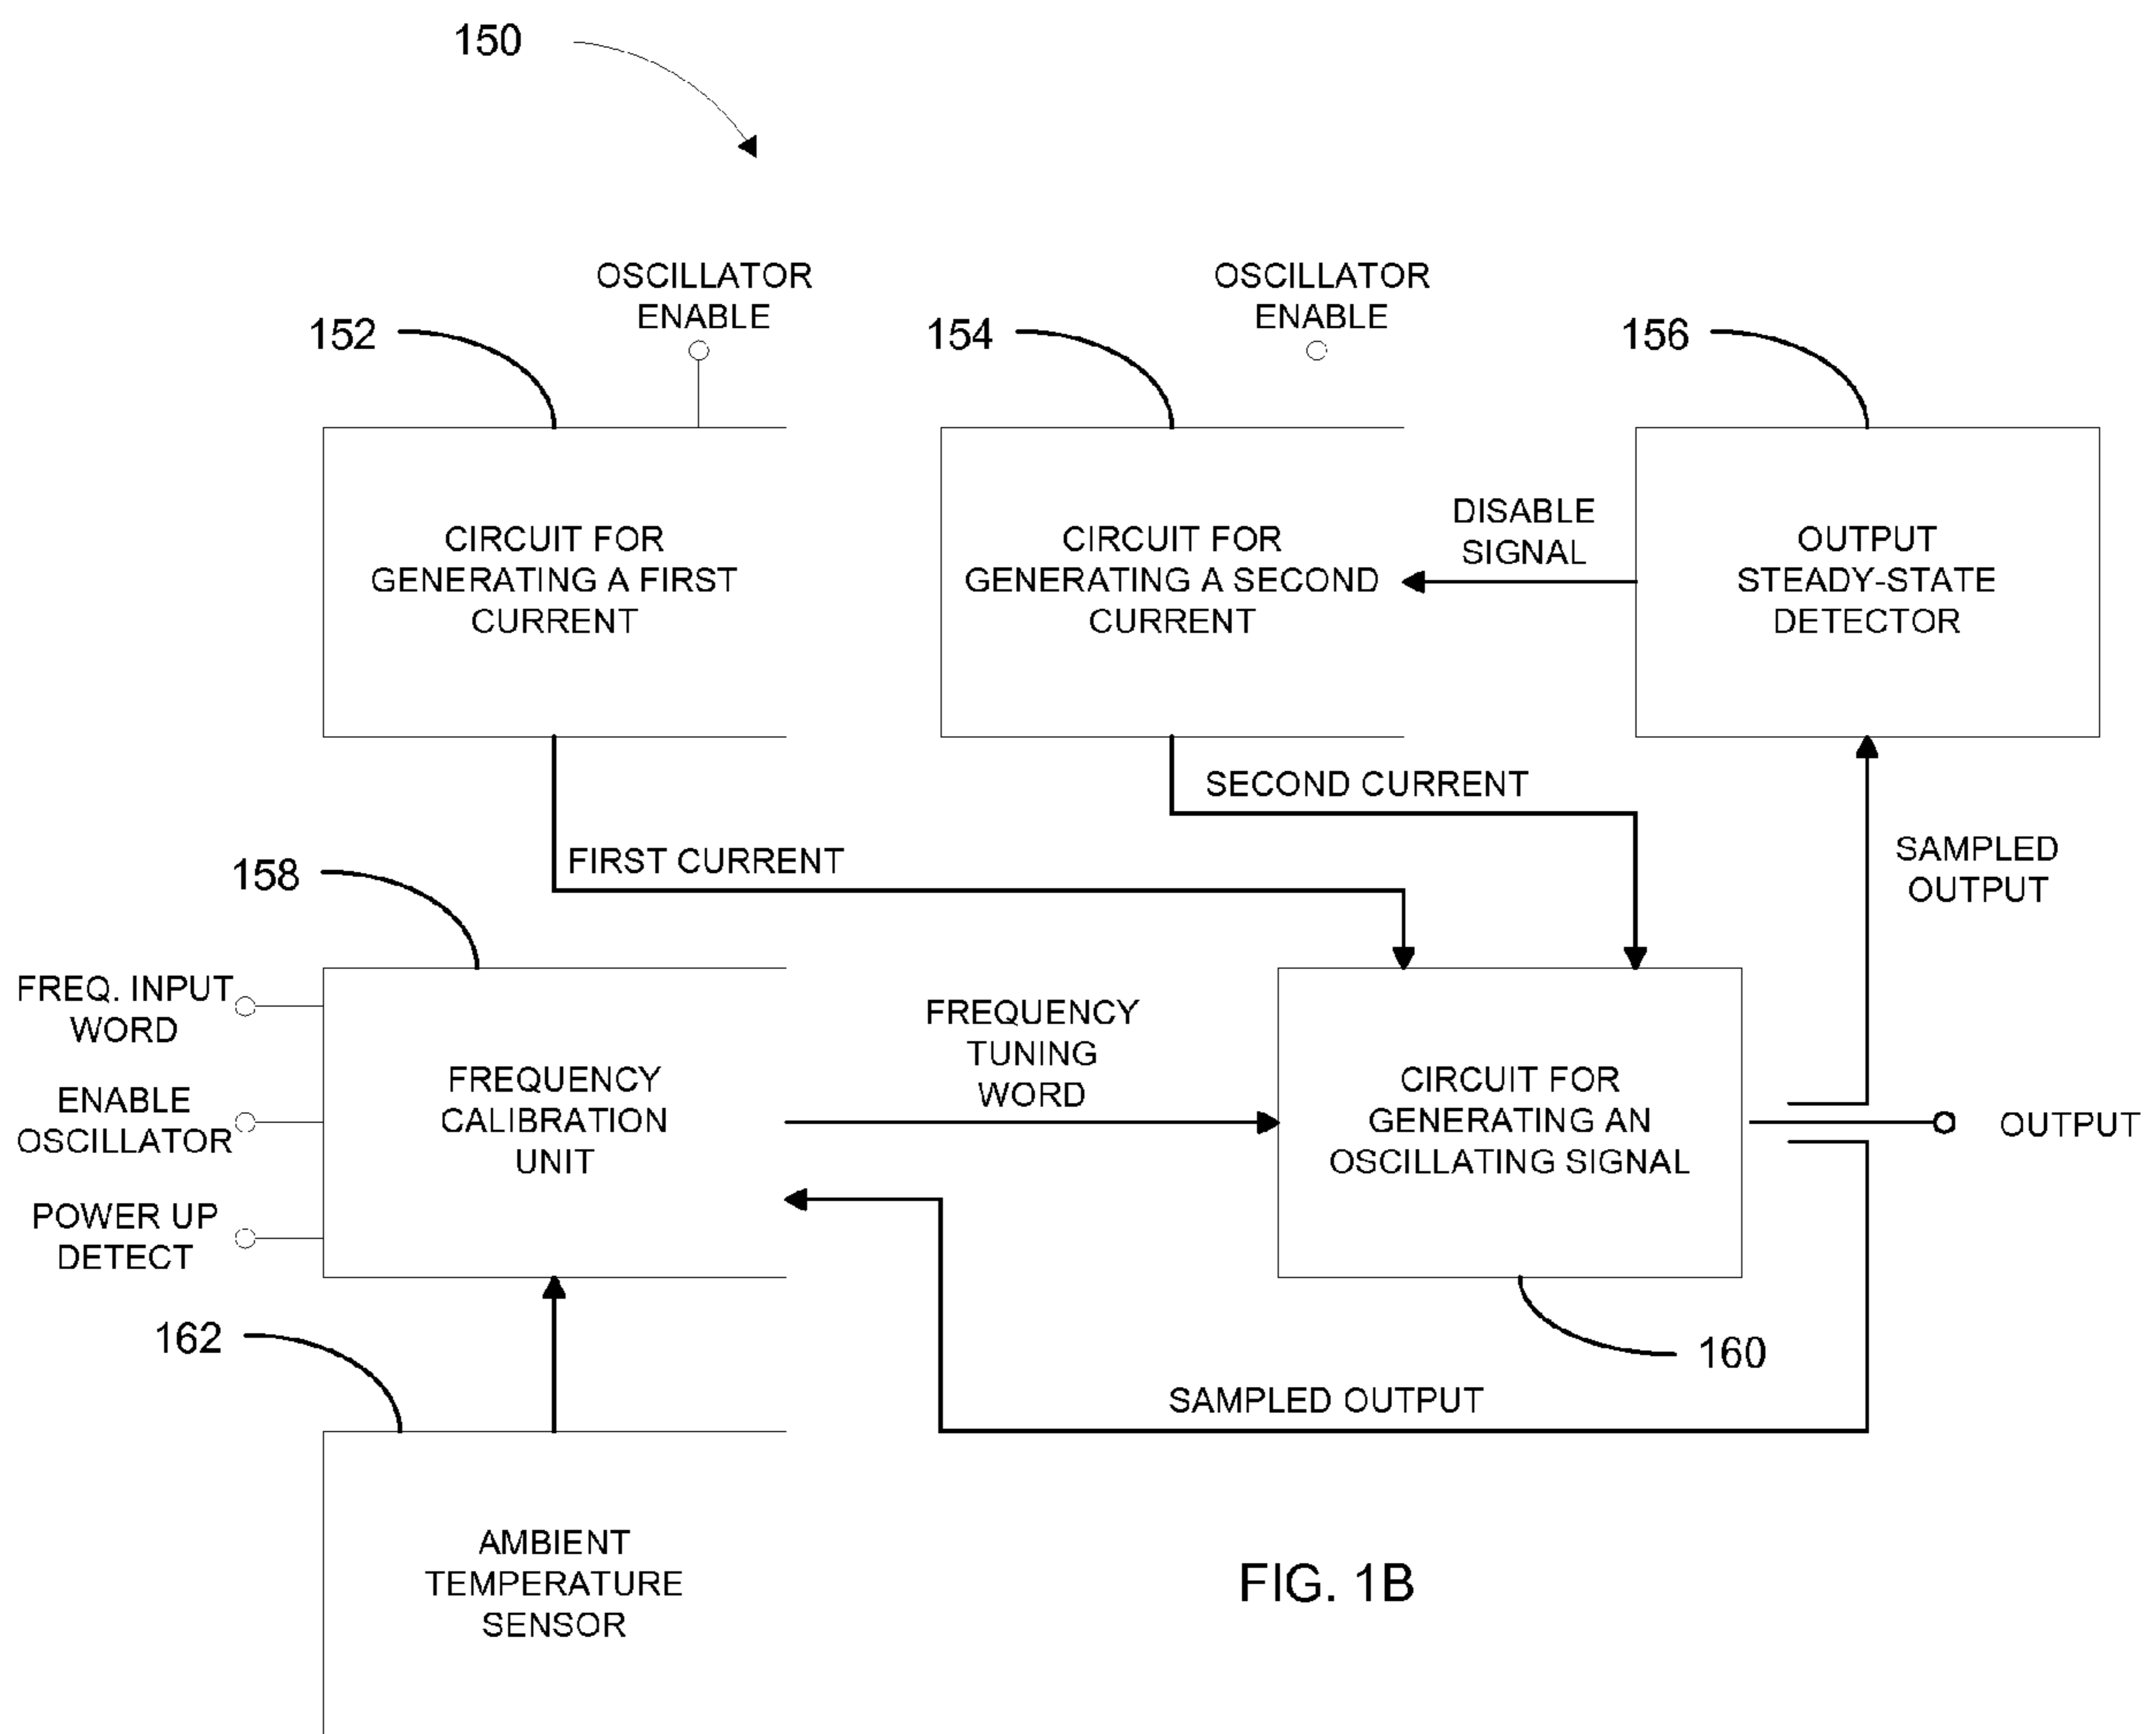 150
OSCILLATOR
ENABLE
OSCILLATOR
ENABLE
152
154
156
CIRCUIT FOR
GENERATING A FIRST
CURRENT
CIRCUIT FOR
GENERATING A SECOND
CURRENT
DISABLE
SIGNAL
OUTPUT
STEADY-STATE
DETECTOR
SECOND CURRENT
FIRST CURRENT
SAMPLED
OUTPUT
158
FREQ. INPUT
WORD
ENABLE
OSCILLATOR
POWER UP
DETECT
FREQUENCY
CALIBRATION
UNIT
FREQUENCY
TUNING
WORD
CIRCUIT FOR
GENERATING AN
OSCILLATING SIGNAL
OUTPUT
162
160
SAMPLED OUTPUT
AMBIENT
TEMPERATURE
SENSOR
FIG. 1B